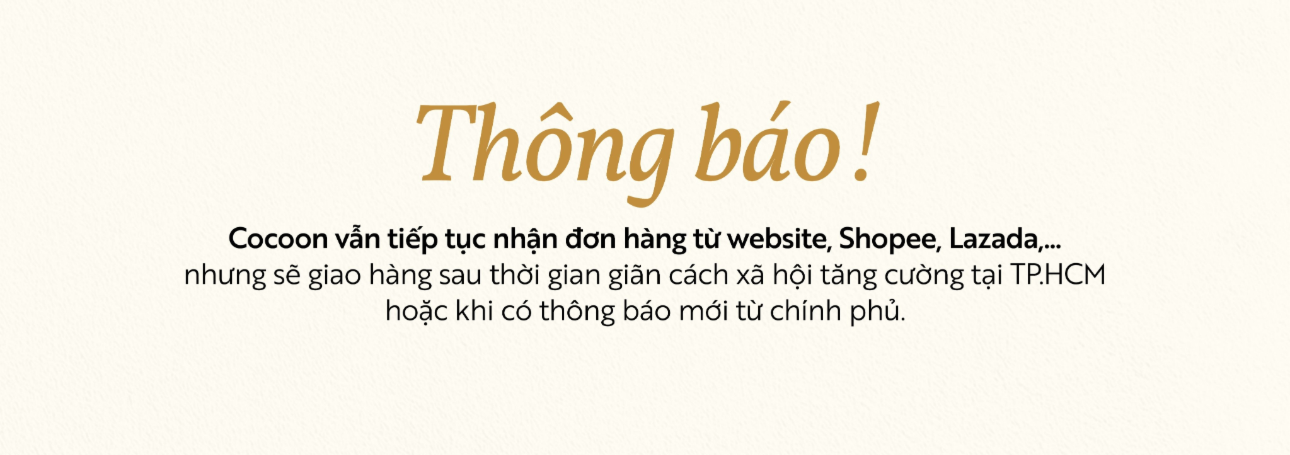 Thông báo!
Cocoon vẫn tiếp tục nhận đơn hàng từ website, Shopee, Lazada,...
nhưng sẽ giao hàng sau thời gian giãn cách xã hội tăng cường tại TP.HCM
hoặc khi có thông báo mới từ chính phủ.